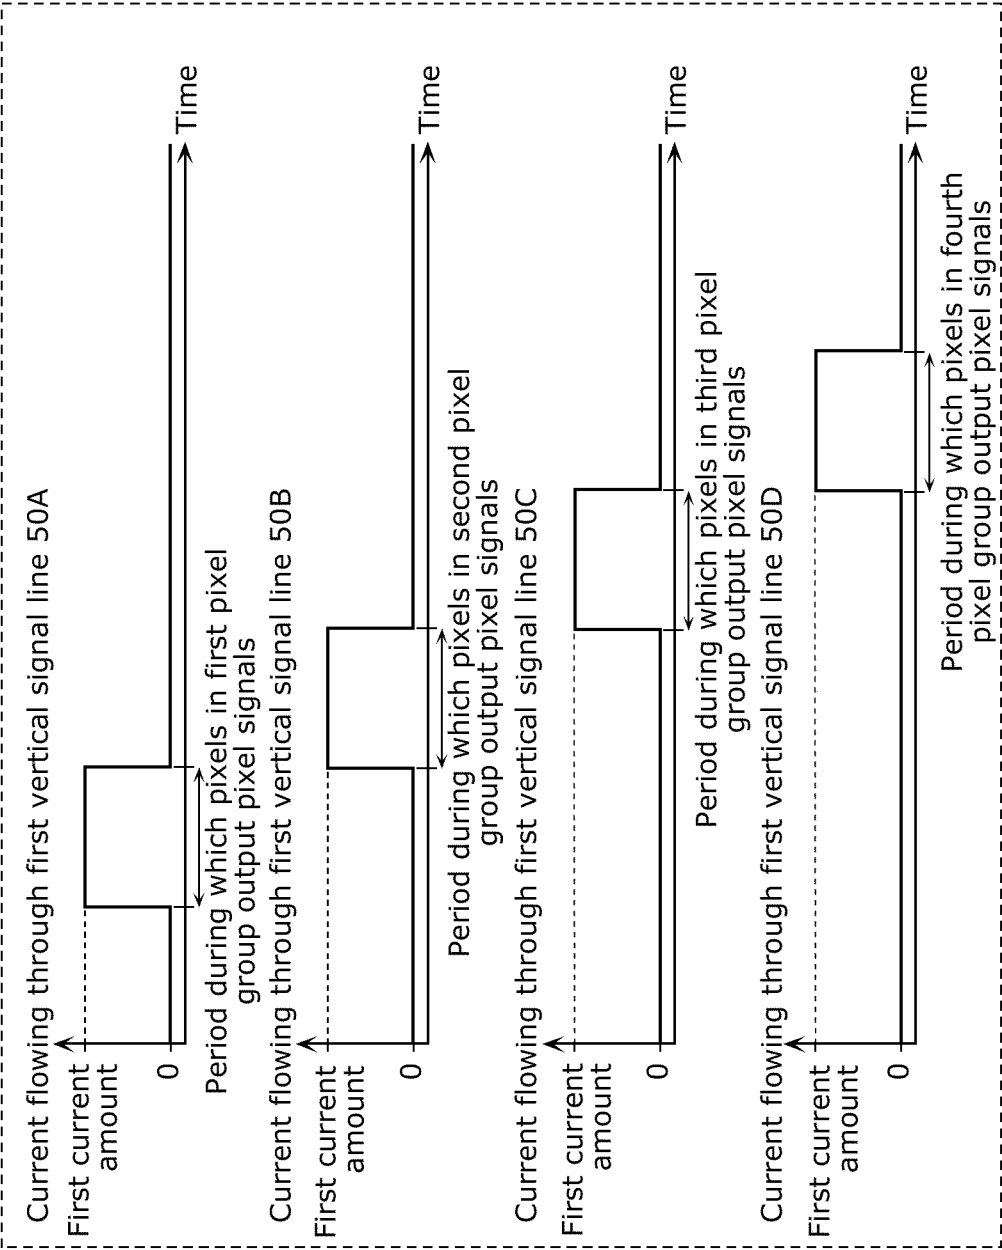 Current flowing through first vertical signal line 50A
First current
amount
0
Time
Period during which pixels in first pixel
group output pixel signals
Current flowing through first vertical signal line 50B
First current
amount
0
Time
Period during which pixels in second pixel
group output pixel signals
Current flowing through first vertical signal line 50C
First current
amount
0
Time
Period during which pixels in third pixel
group output pixel signals
Current flowing through first vertical signal line 50D
First current
amount
0
Time
Period during which pixels in fourth
pixel group output pixel signals